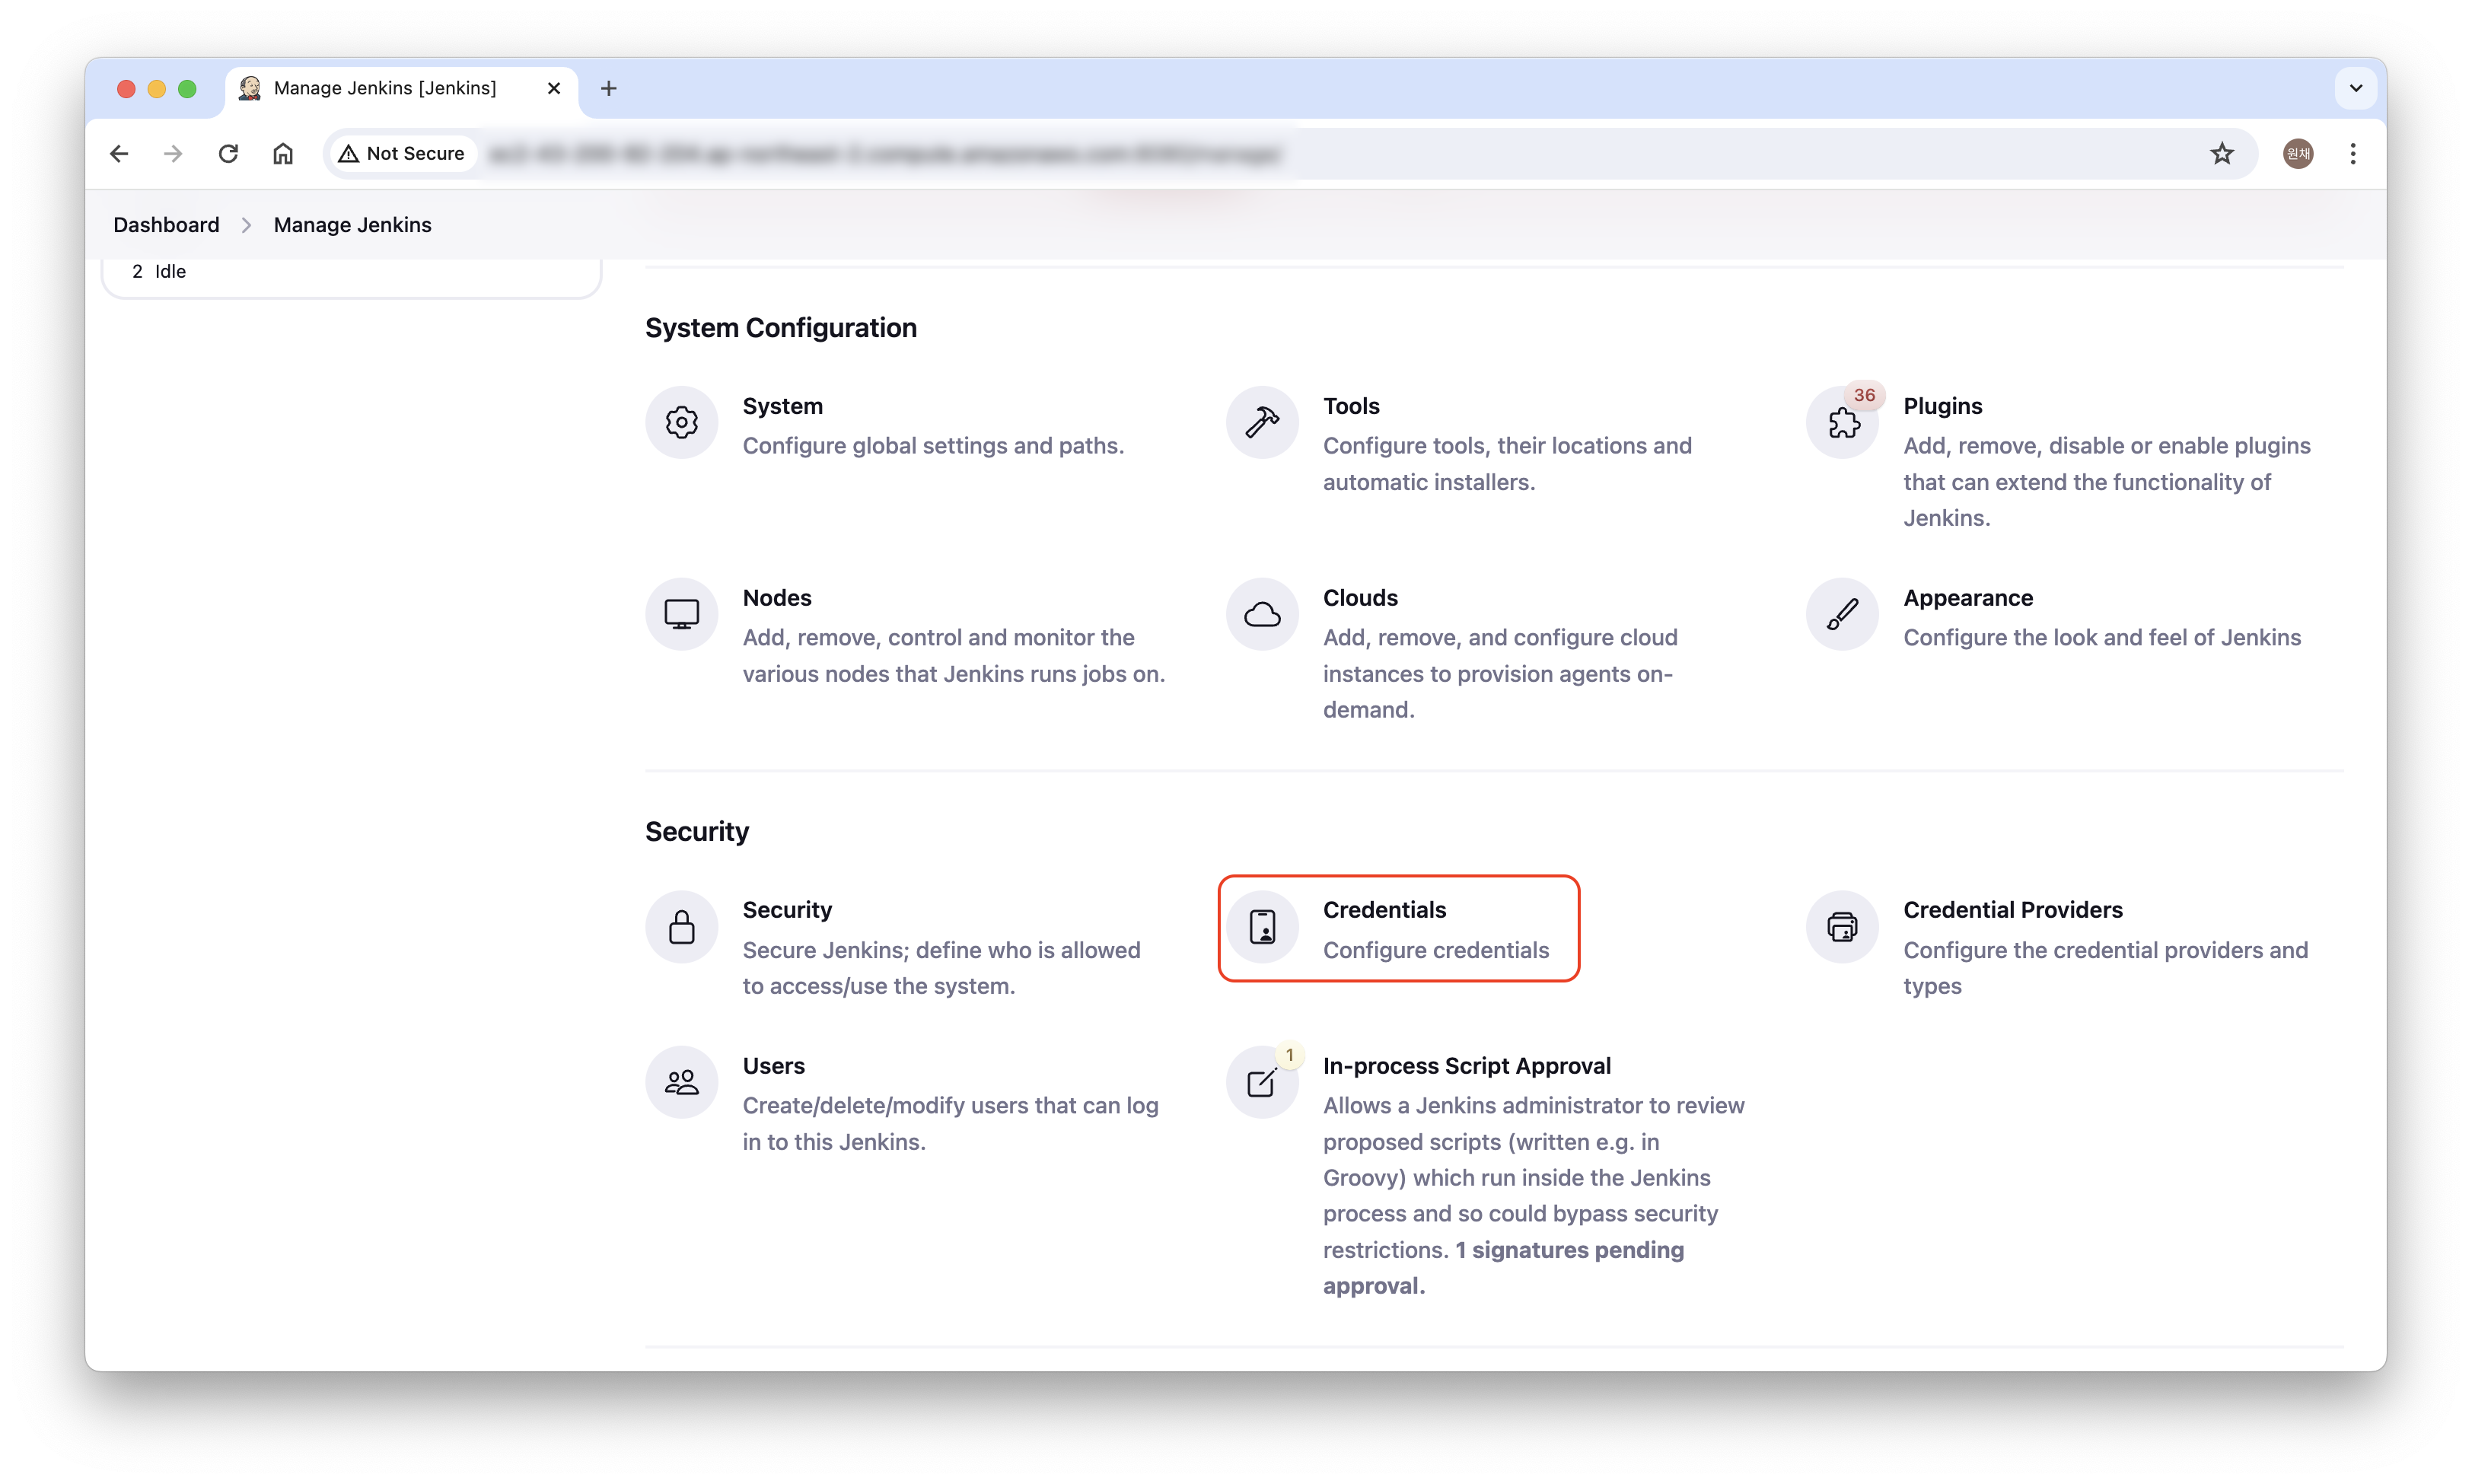 Manage Jenkins [Jenkins]
Not Secure
원채
Dashboard > Manage Jenkins
2 Idle
System Configuration
System
Configure global settings and paths.
Tools
Configure tools, their locations and
automatic installers.
36
Plugins
Add, remove, disable or enable plugins
that can extend the functionality of
Jenkins.
Nodes
Add, remove, control and monitor the
various nodes that Jenkins runs jobs on.
Clouds
Add, remove, and configure cloud
instances to provision agents on-
demand.
Appearance
Configure the look and feel of Jenkins
Security
Security
Secure Jenkins; define who is allowed
to access/use the system.
Credentials
Configure credentials
Credential Providers
Configure the credential providers and
types
Users
Create/delete/modify users that can log
in to this Jenkins.
1
In-process Script Approval
Allows a Jenkins administrator to review
proposed scripts (written e.g. in
Groovy) which run inside the Jenkins
process and so could bypass security
restrictions. 1 signatures pending
approval.